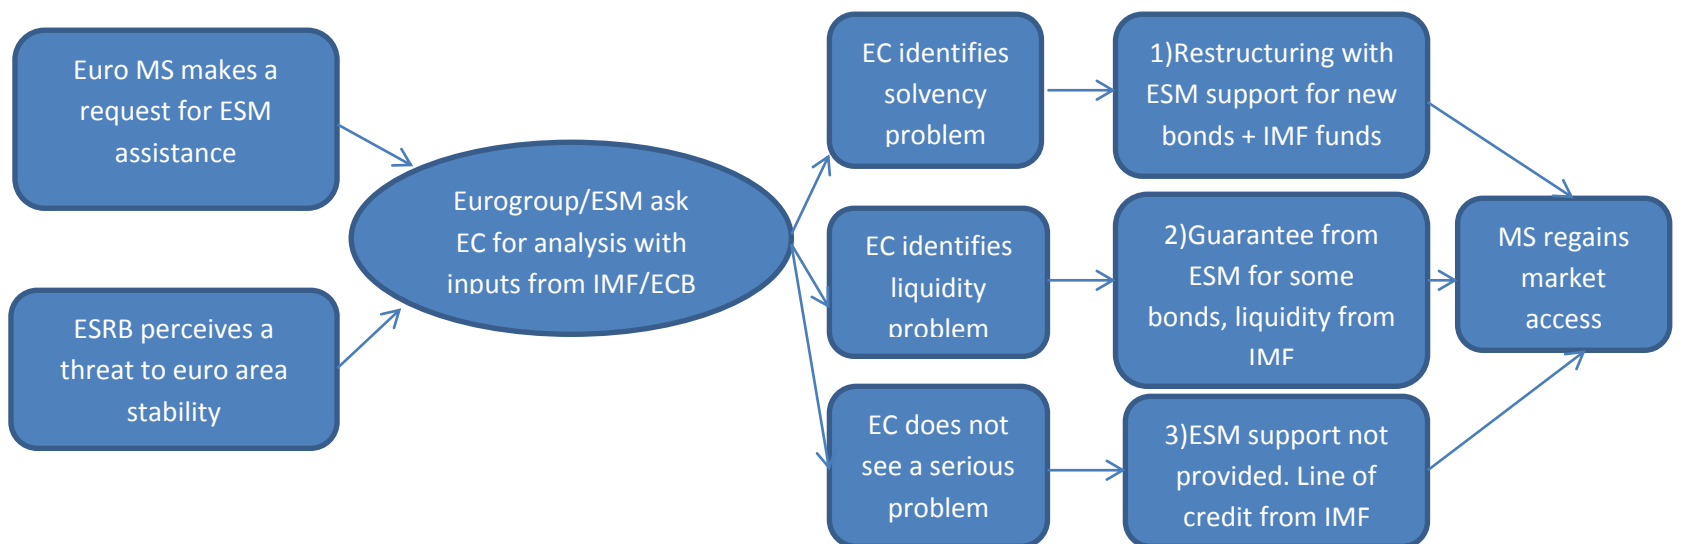 Euro MS makes a
request for ESM
assistance
ESRB perceives a
threat to euro area
stability
Eurogroup/ESM ask
EC for analysis with
inputs from IMF/ECB
EC identifies
solvency
problem
EC identifies
liquidity
problem
EC does not
see a serious
problem
1)Restructuring with
ESM support for new
bonds + IMF funds
2)Guarantee from
ESM for some
bonds, liquidity from
IMF
3)ESM support not
provided. Line of
credit from IMF
MS regains
market
access